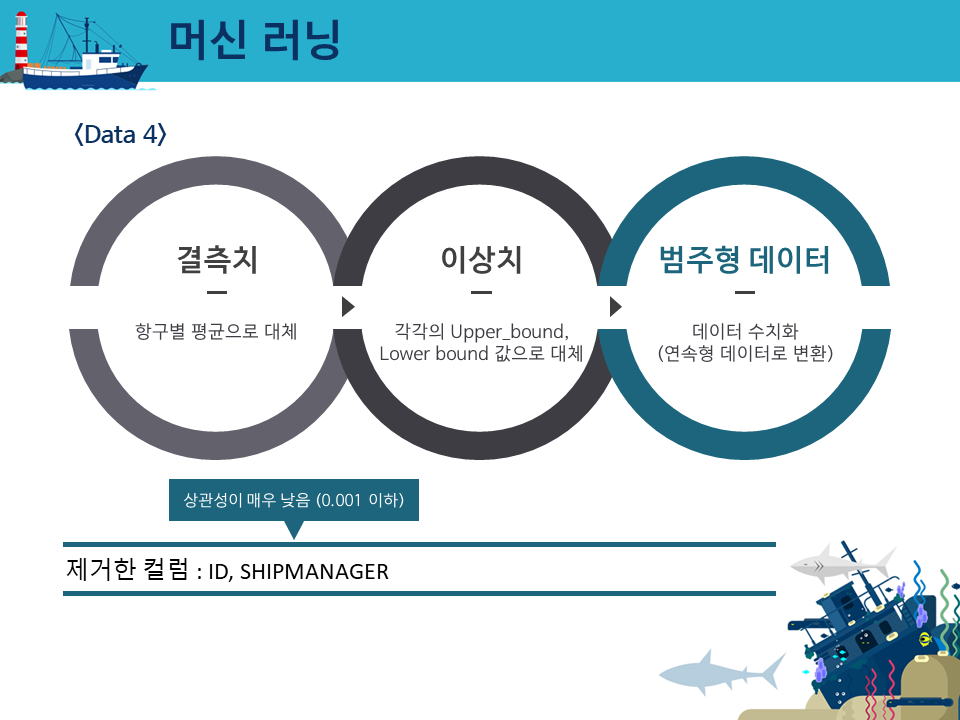 머신 러닝
<Data 4>
결측치
항구별 평균으로 대체
이상치
각각의 Upper_bound,
Lower bound 값으로 대체
범주형 데이터
데이터 수치화
(연속형 데이터로 변환)
상관성이 매우 낮음 (0.001 이하)
제거한 컬럼 : ID, SHIPMANAGER